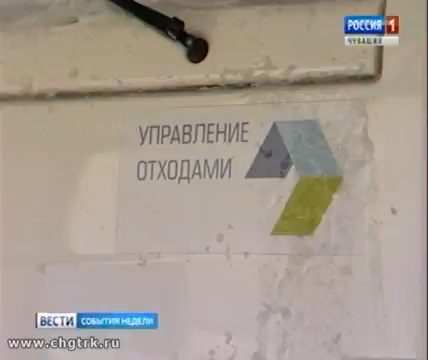 РОССИЯ 1
ЧУВАШИЯ
УПРАВЛЕНИЕ
ОТХОДАМИ
ВЕСТИ СОБЫТИЯ НЕДЕЛИ
www.chgtrk.ru